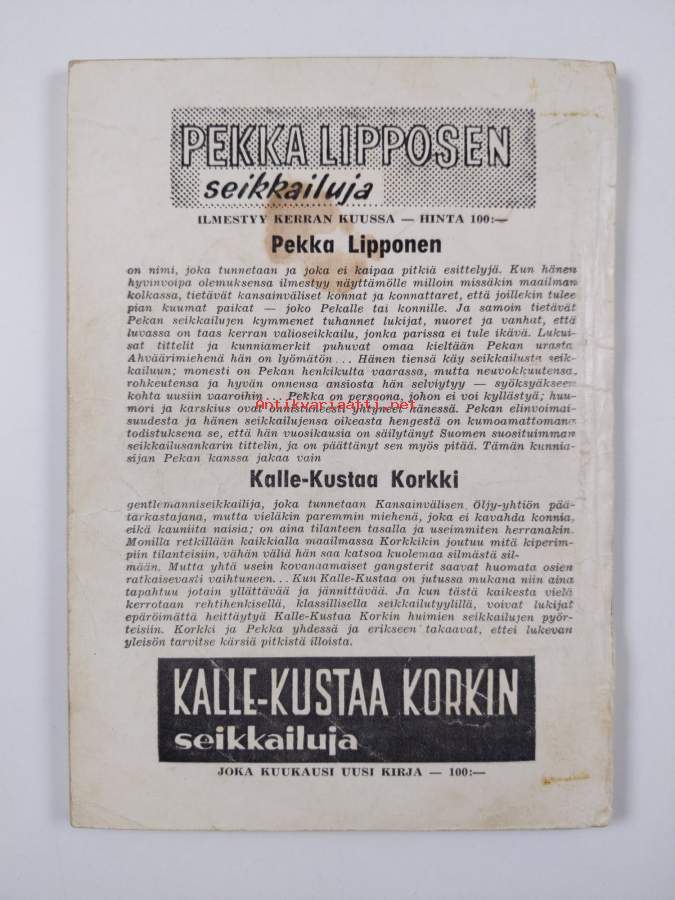 PEKKA LIPPOSEN
seikkailuja
ILMESTYY KERRAN KUUSSA — HINTA 100:—
Pekka Lipponen
on nimi, joka tunnetaan ja joka ei kaipaa pitkiä esittelyjä. Kun hänen
hyvinvoipa olemuksensa ilmestyy näyttämölle milloin missäkin maailman
kolkassa, tietävät kansainväliset konnat ja konnattaret, että joillekin tulee
pian kuumat paikat — joko Pekalle tai konnille. Ja samoin tietävät
Pekan seikkailujen kymmenet tuhannet lukijat, nuoret ja vanhat, että
luvassa on taas kerran valioseikkailu, jonka parissa ei tule ikävä. Lukui-
sat tittelit ja kunniamerkit puhuvat omaa kieltään Pekan urasta
Ahväärimiehenä hän on lyömätön... Hänen tiensä käy seikkailusta seik-
kailuun; monesti on Pekan henkikulta vaarassa, mutta neuvokkuutensa,
rohkeutensa ja hyvän onnensa ansiosta hän selviytyy — syöksyäkseen
kohta uusiin vaaroihin... Pekka on persoona, johon ei voi kyllästyä; huu-
mori ja karskius ovat onnistuneesti yhtyneet hänessä. Pekan elinvoimai-
suudesta ja hänen seikkailujensa oikeasta hengestä on kumoamattomana
todistuksena se, että hän vuosikausia on säilytänyt Suomen suosituimman
seikkailusankarin tittelin, ja on päättänyt sen myös pitää. Tämän kunnia-
sijan Pekan kanssa jakaa vain
Antikvariaatti.net
Kalle-Kustaa Korkki
gentlemanniseikkailija, joka tunnetaan Kansainvälisen Öljy-yhtiön pää-
tarkastajana, mutta vieläkin paremmin miehenä, joka ei kavahda konnia,
eikä kauniita naisia; on aina tilanteen tasalla ja useimmiten herranakin.
Monilla retkillään kaikkialla maailmassa Korkkikin joutuu mitä kiperim-
piin tilanteisiin, vähän väliä hän saa katsoa kuolemaa silmästä sil-
mään. Mutta yhtä usein kovanaamaiset gangsterit saavat huomata osien
ratkaisevasti vaihtuneen... Kun Kalle-Kustaa on jutussa mukana niin aina
tapahtuu jotain yllättävää ja jännittävää. Ja kun tästä kaikesta vielä
kerrotaan rehtihenkisellä, klassillisella seikkailutyylillä, voivat lukijat
epäröimättä heittäytyä Kalle-Kustaa Korkin huimien seikkailujen pyör-
teisiin. Korkki ja Pekka yhdessä ja erikseen takaavat, ettei lukevan
yleisön tarvitse kärsiä pitkistä illoista.
KALLE-KUSTAA KORKIN
seikkailuja
JOKA KUUKAUSI UUSI KIRJA — 100:—